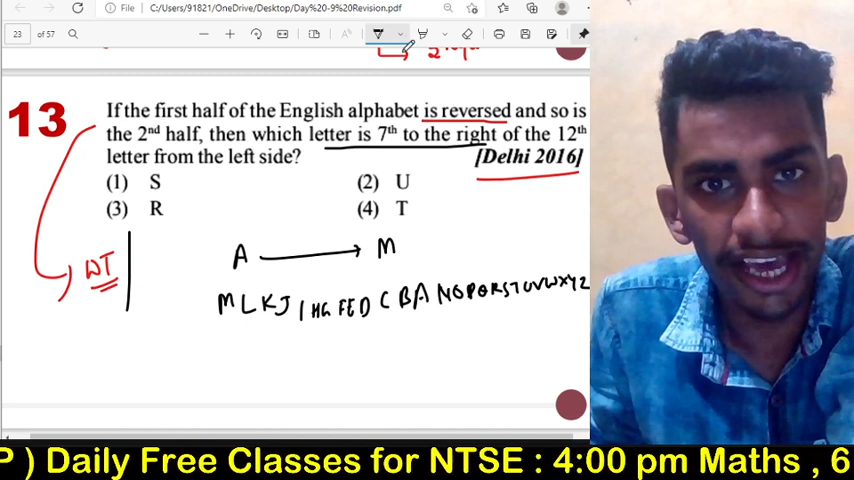 File
C:/Users/91821/OneDrive/Desktop/Day%20-9%20Revision.pdf
23 of 57
13 If the first half of the English alphabet is reversed and so is
the 2nd half, then which letter is 7th to the right of the 12th
letter from the left side? [Delhi 2016]
(1) S (2) U
(3) R (4) T
WT
A M
M L K J I H G F E D C B A N O P Q R S T U V W X Y Z
P ) Daily Free Classes for NTSE : 4:00 pm Maths , 6